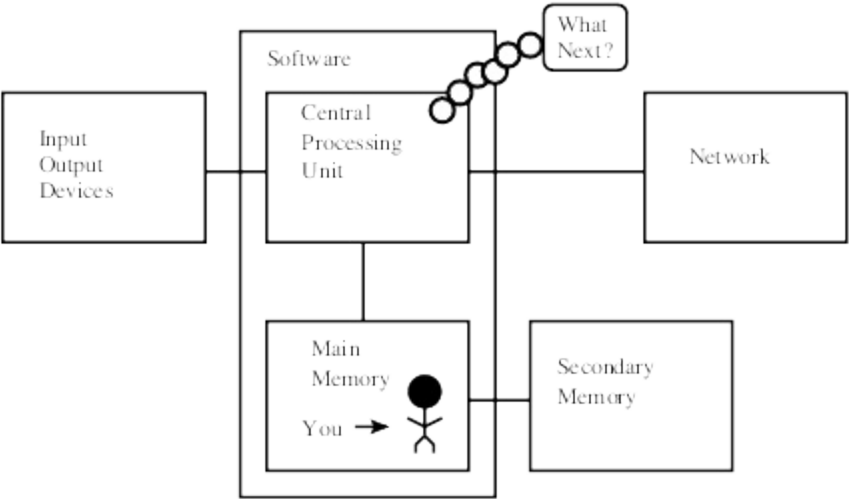 What
Next?
Software
Central
Processing
Unit
Input
Output
Devices
Network
Main
Memory
You
Secondary
Memory